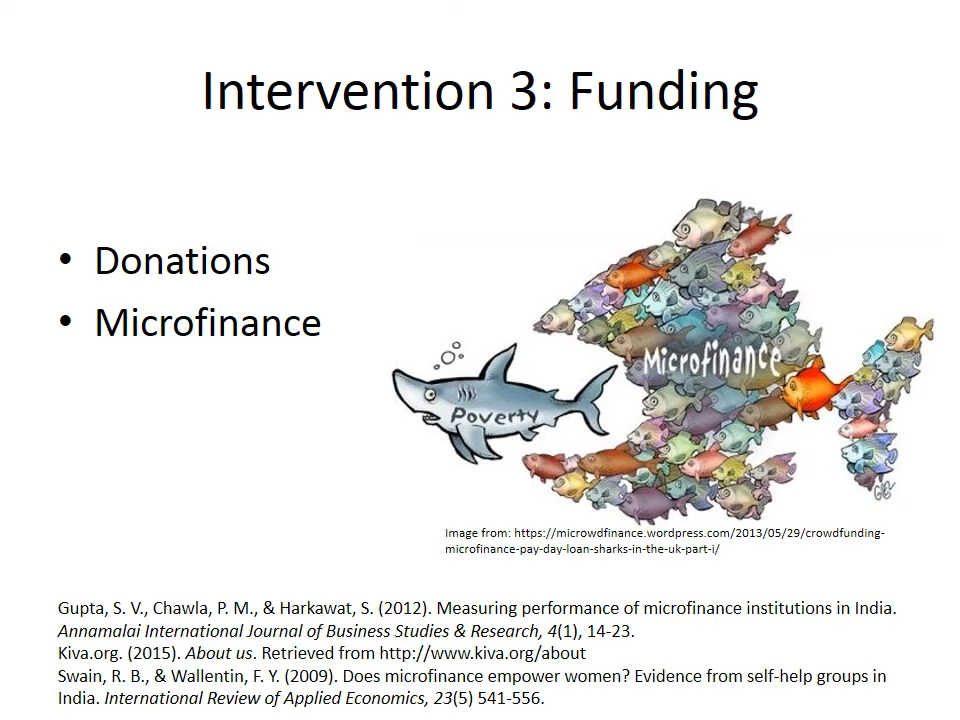 Intervention 3: Funding
• Donations
• Microfinance
Microfinance
Poverty
Image from: https://microwdfinance.wordpress.com/2013/05/29/crowdfunding-
microfinance-pay-day-loan-sharks-in-the-uk-part-i/
Gupta, S. V., Chawla, P. M., & Harkawat, S. (2012). Measuring performance of microfinance institutions in India.
Annamalai International Journal of Business Studies & Research, 4(1), 14-23.
Kiva.org. (2015). About us. Retrieved from http://www.kiva.org/about
Swain, R. B., & Wallentin, F. Y. (2009). Does microfinance empower women? Evidence from self-help groups in
India. International Review of Applied Economics, 23(5) 541-556.